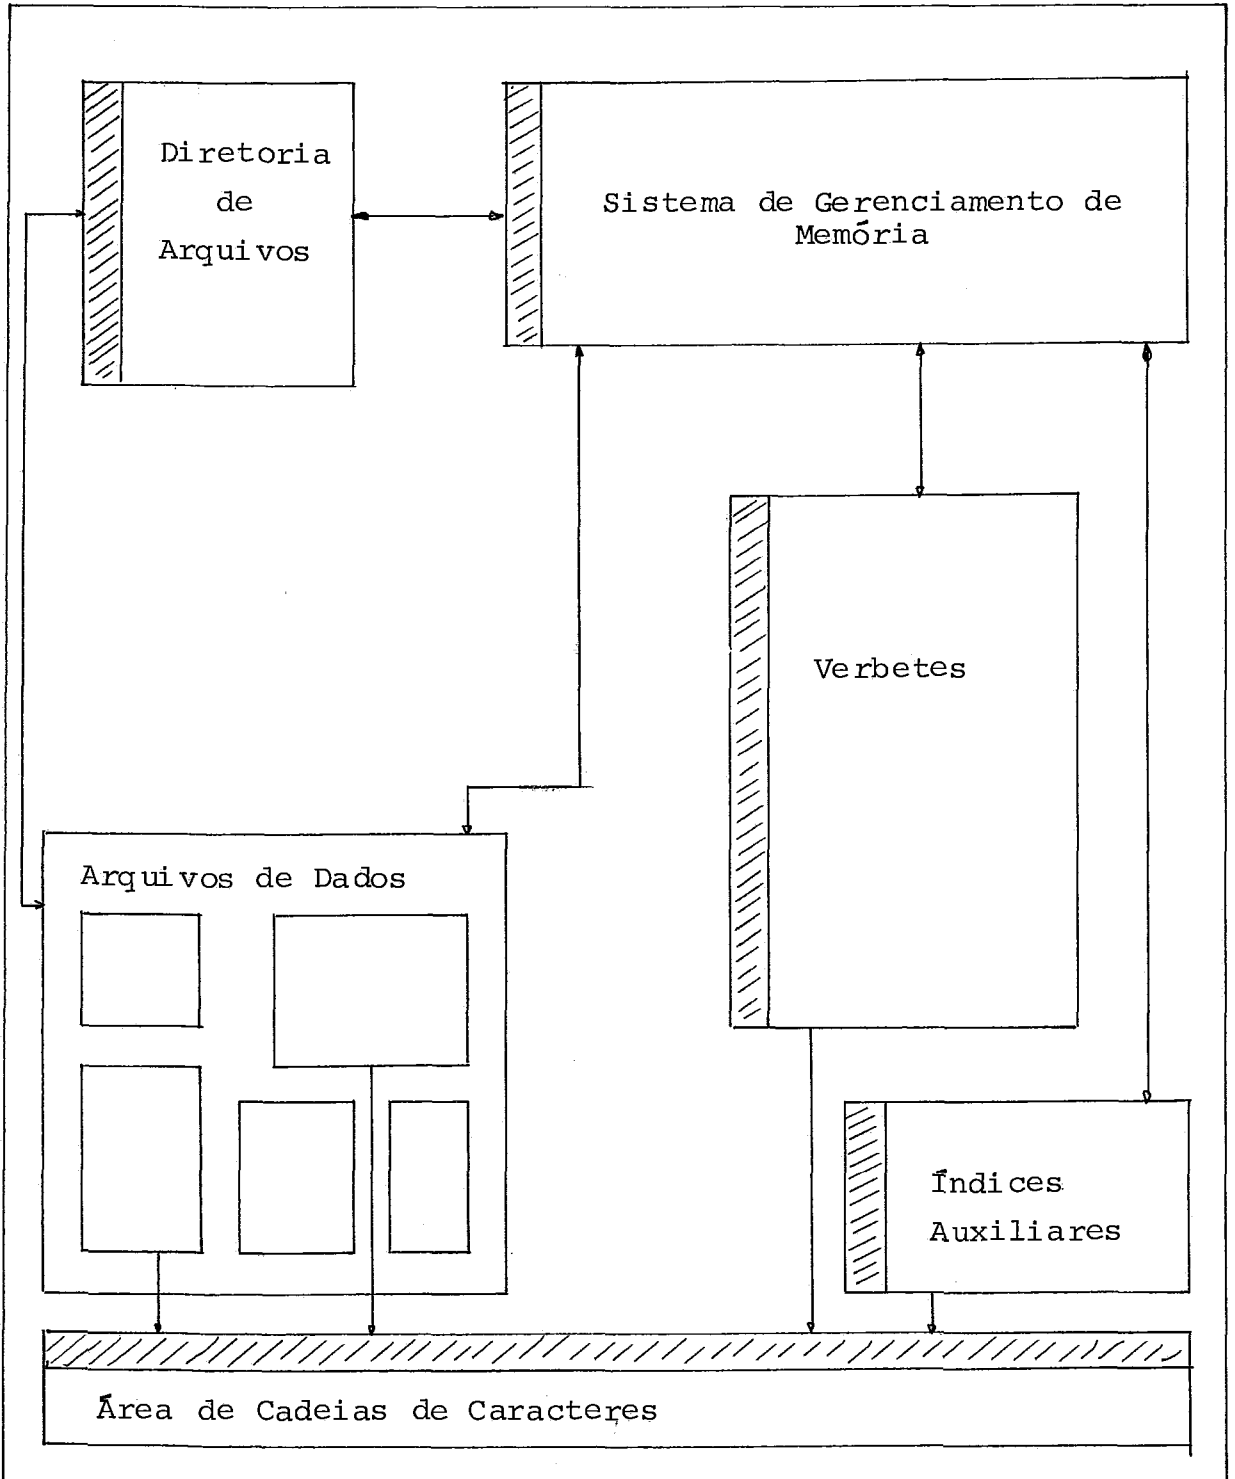 Diretoria
de
Arquivos
Sistema de Gerenciamento de
Memória
Verbetes
Arquivos de Dados
Índices
Auxiliares
Área de Cadeias de Caracteres